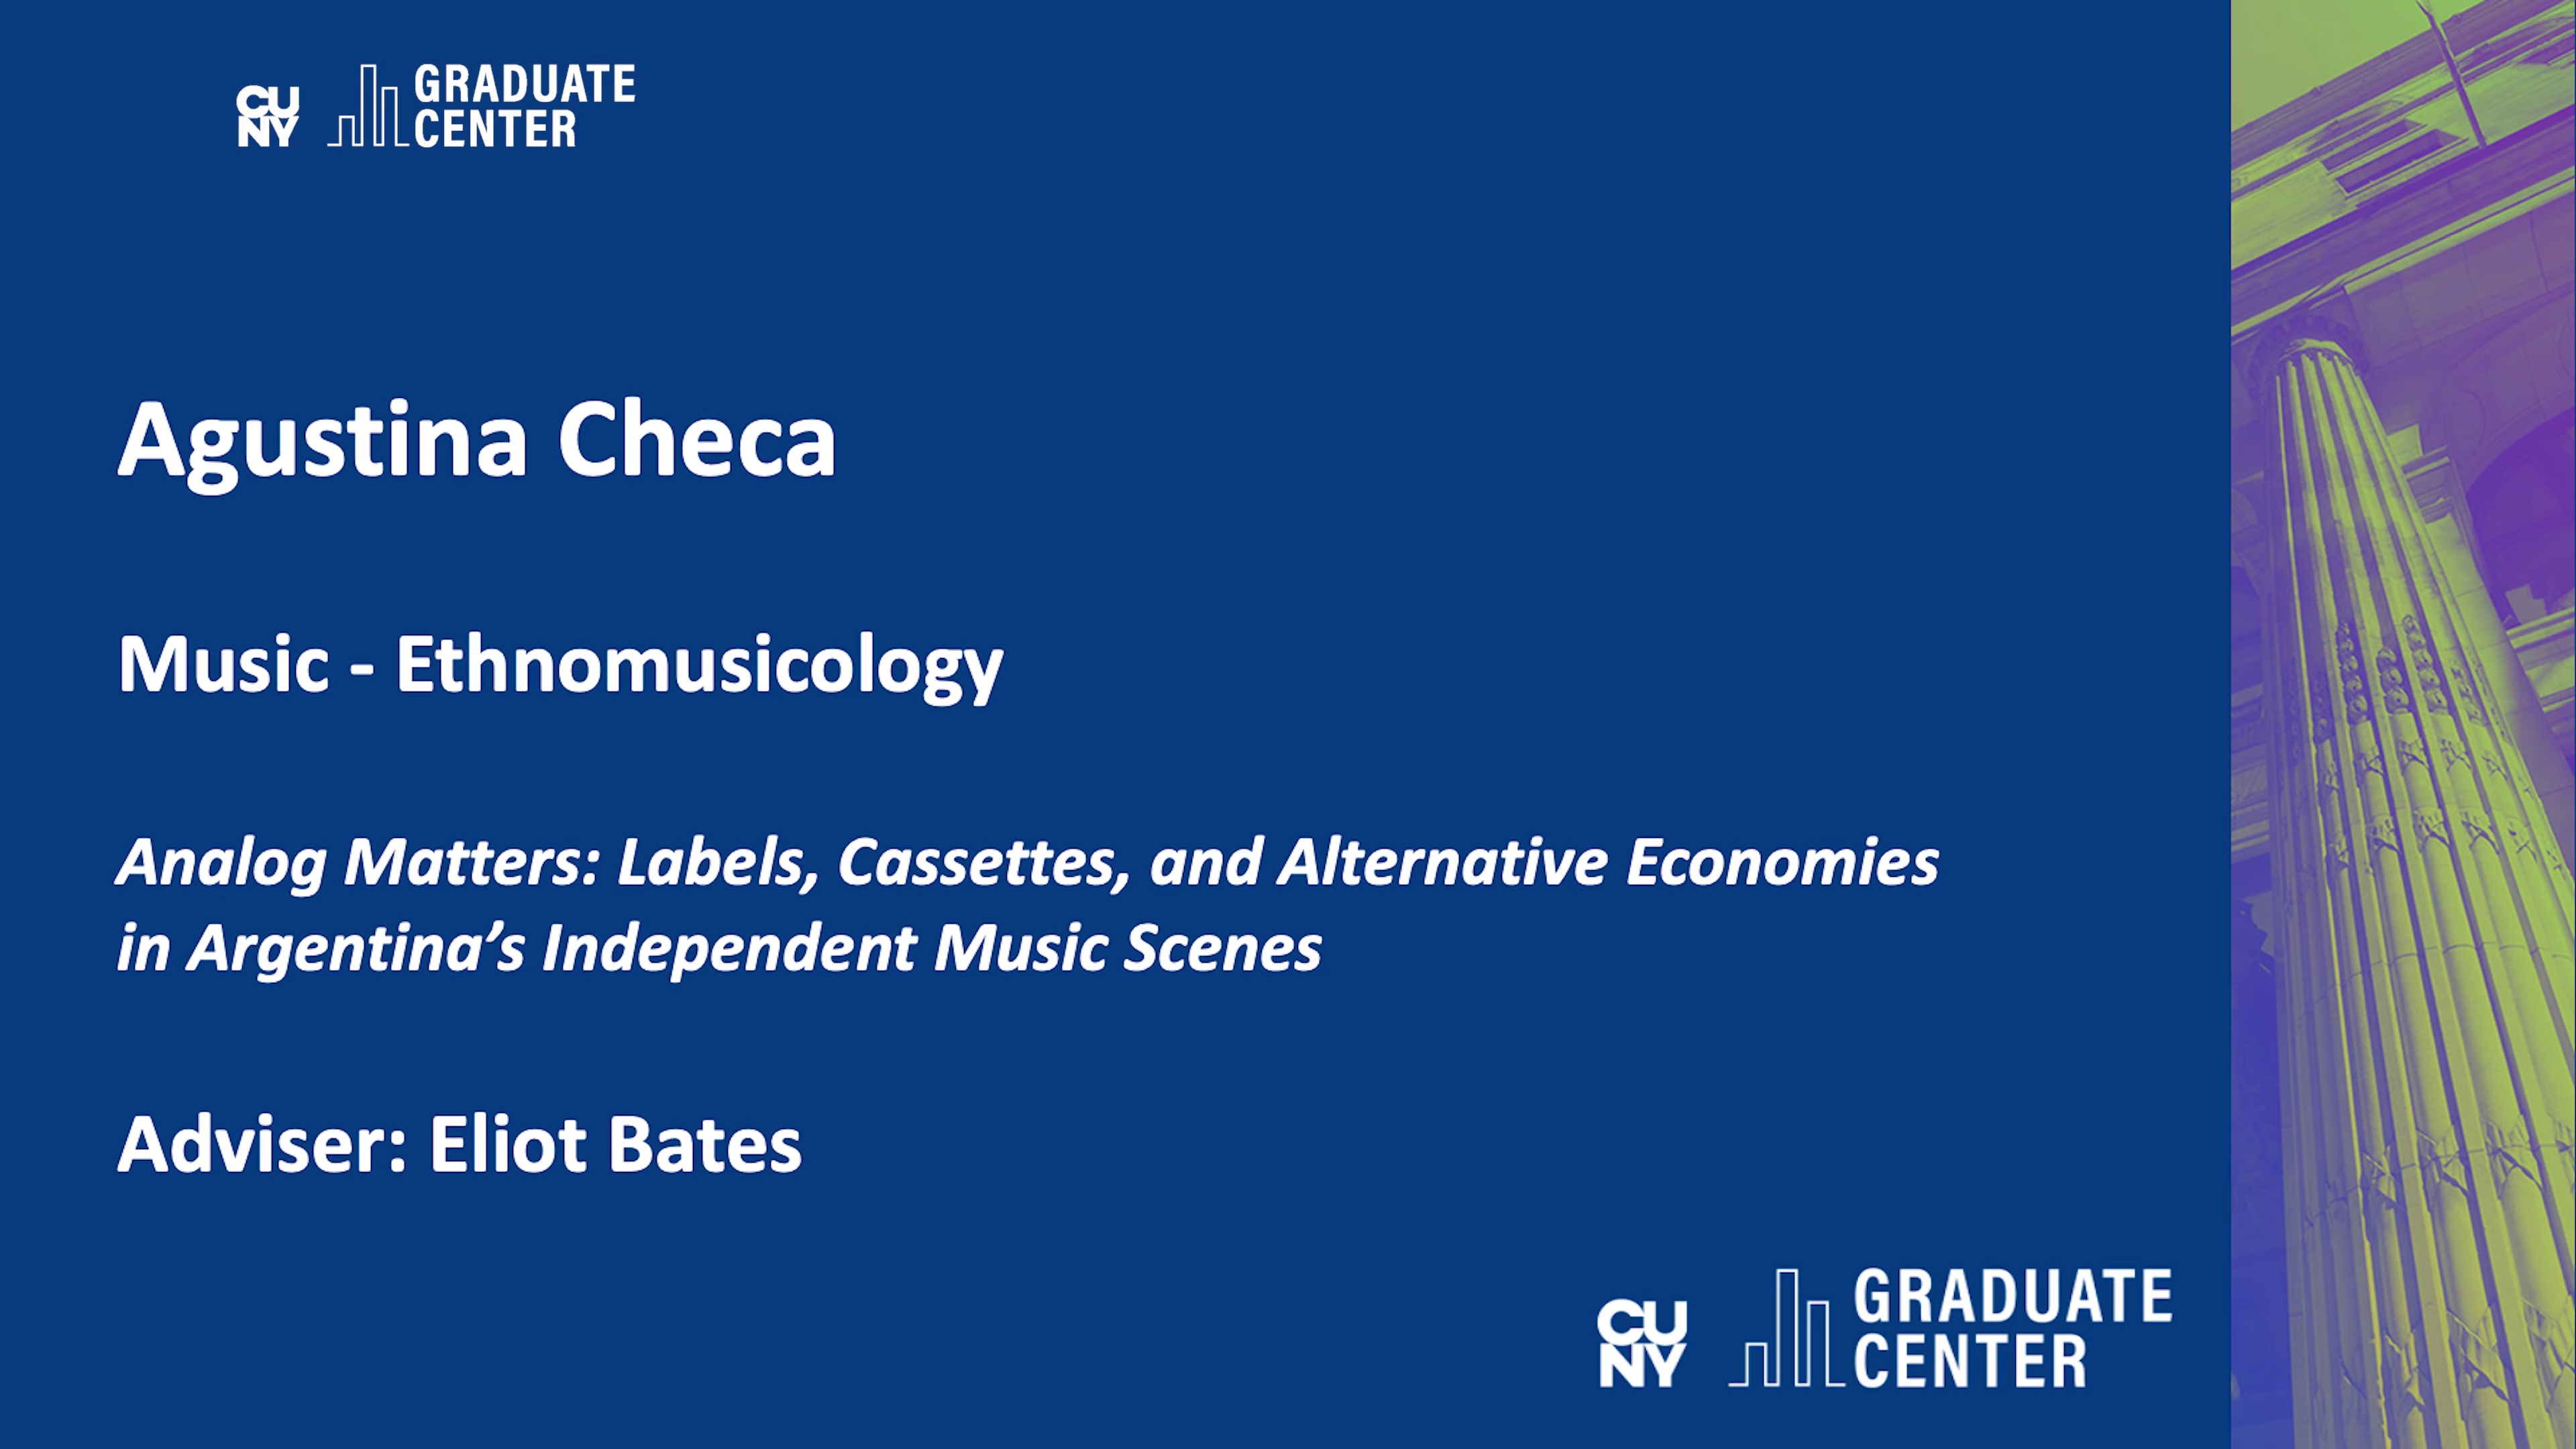 CUNY GRADUATE CENTER
Agustina Checa
Music - Ethnomusicology
Analog Matters: Labels, Cassettes, and Alternative Economies
in Argentina’s Independent Music Scenes
Adviser: Eliot Bates
CUNY GRADUATE CENTER